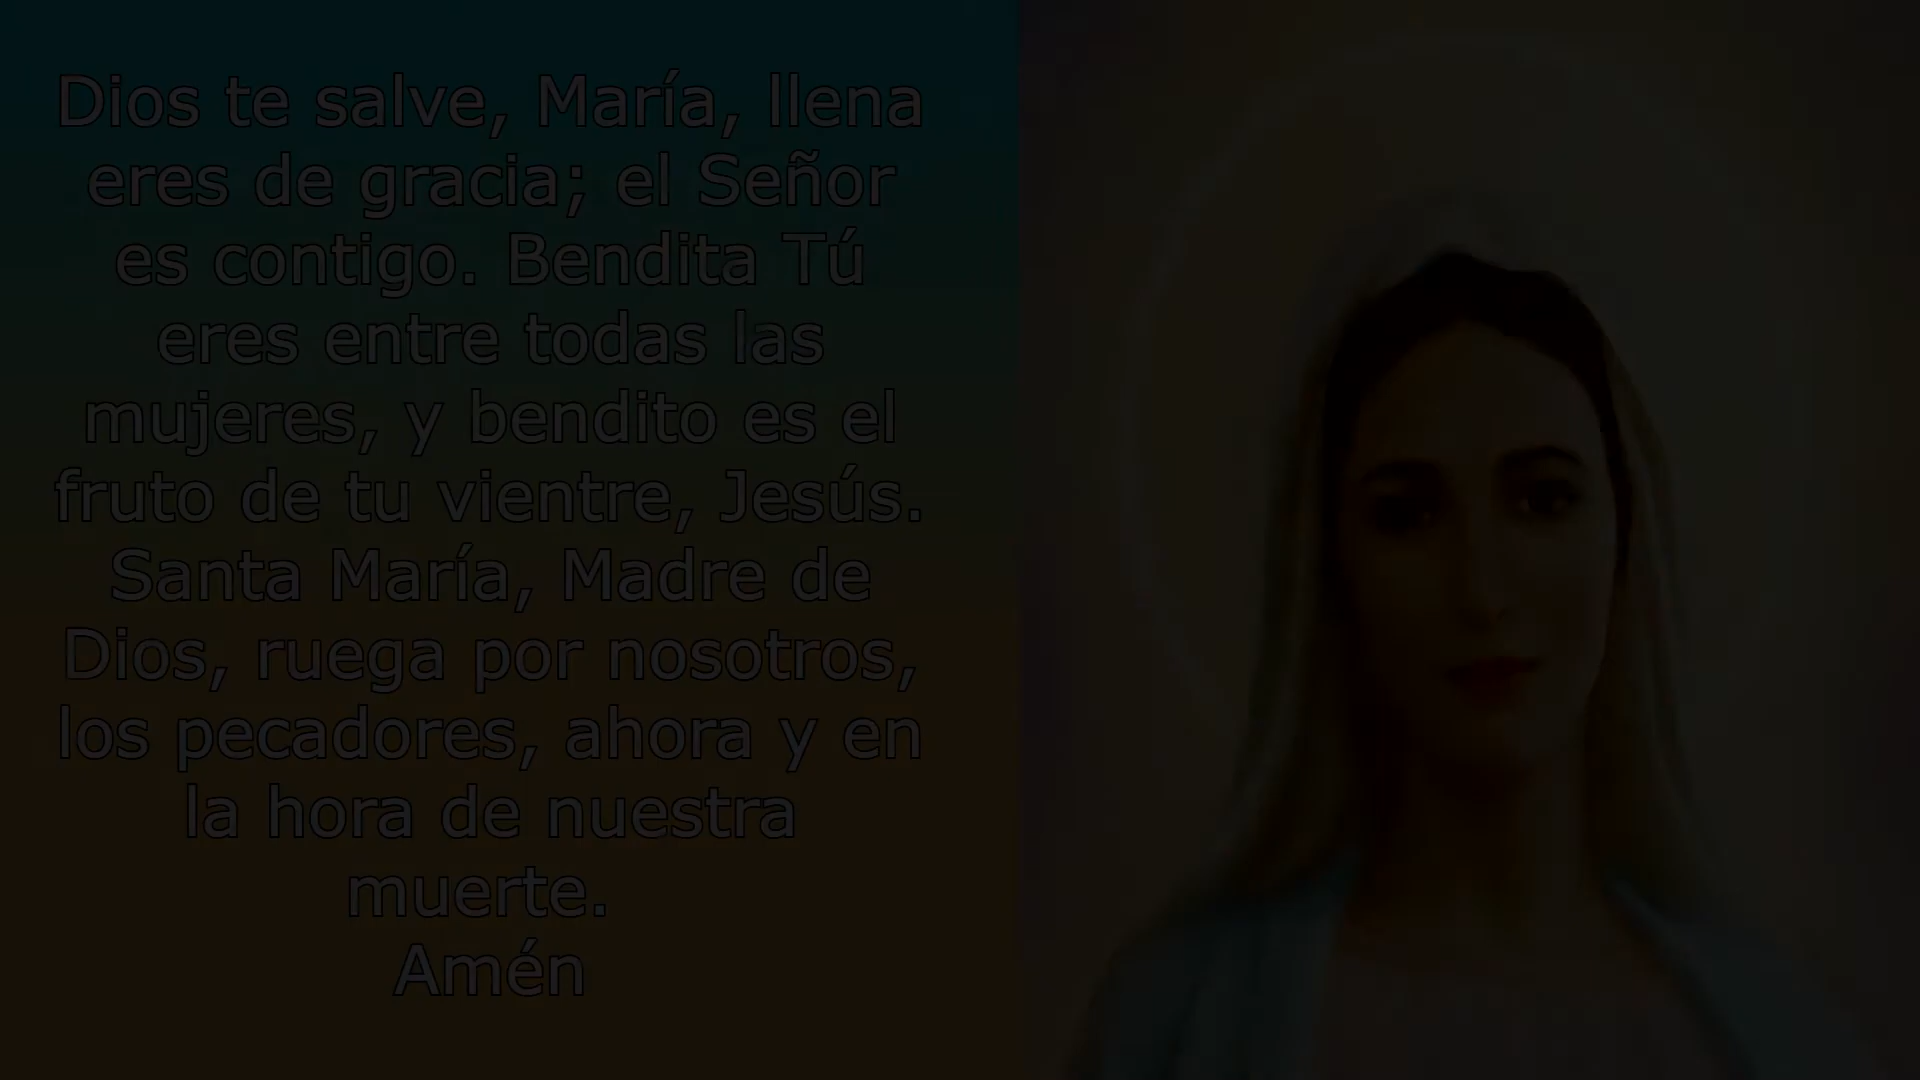 Dios te salve, María, llena
eres de gracia; el Señor
es contigo. Bendita Tú
eres entre todas las
mujeres, y bendito es el
fruto de tu vientre, Jesús.
Santa María, Madre de
Dios, ruega por nosotros,
los pecadores, ahora y en
la hora de nuestra
muerte.
Amén